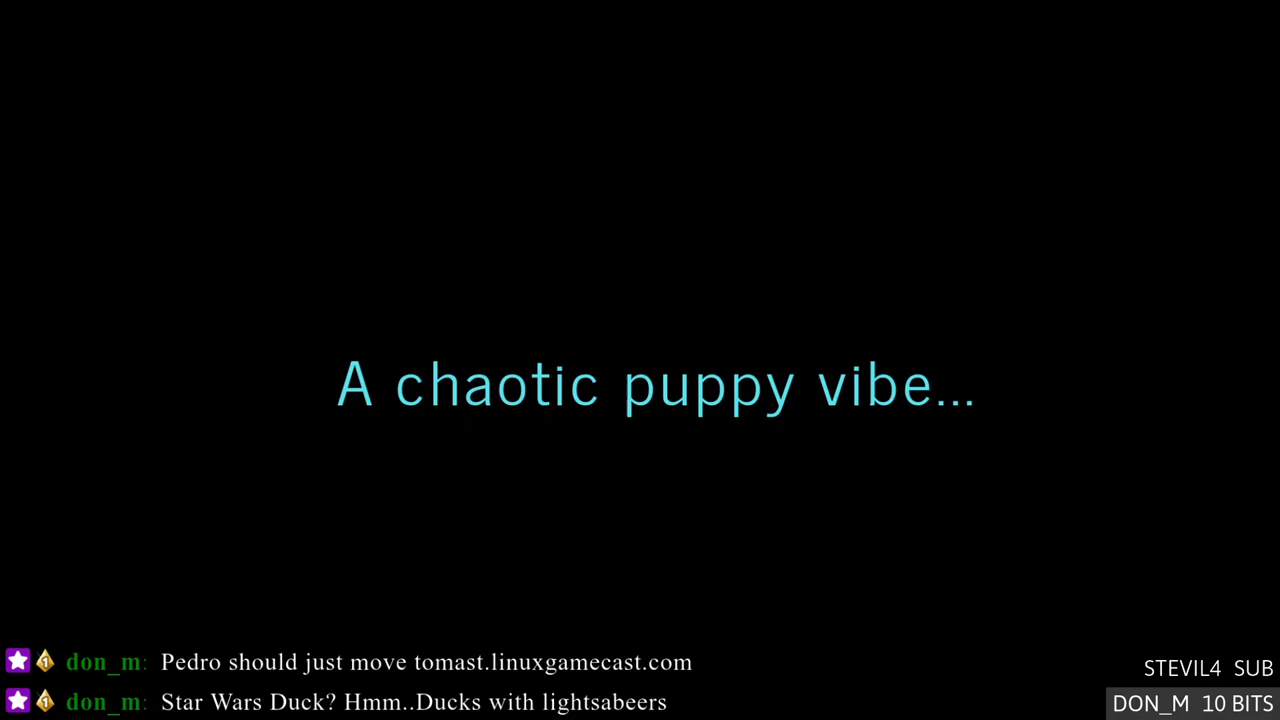 A chaotic puppy vibe...
don_m: Pedro should just move tomast.linuxgamecast.com
don_m: Star Wars Duck? Hmm..Ducks with lightsabeers
STEVIL4 SUB
DON_M 10 BITS